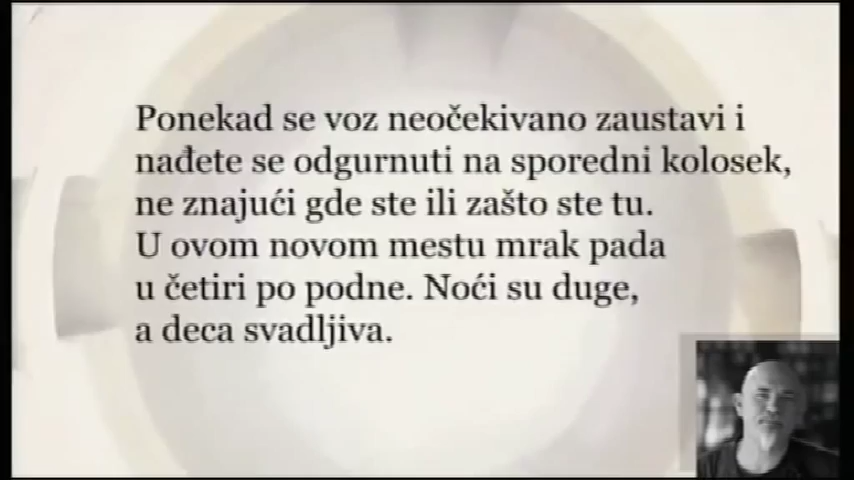 Ponekad se voz neočekivano zaustavi i
nađete se odgurnuti na sporedni kolosek,
ne znajući gde ste ili zašto ste tu.
U ovom novom mestu mrak pada
u četiri po podne. Noći su duge,
a deca svadljiva.